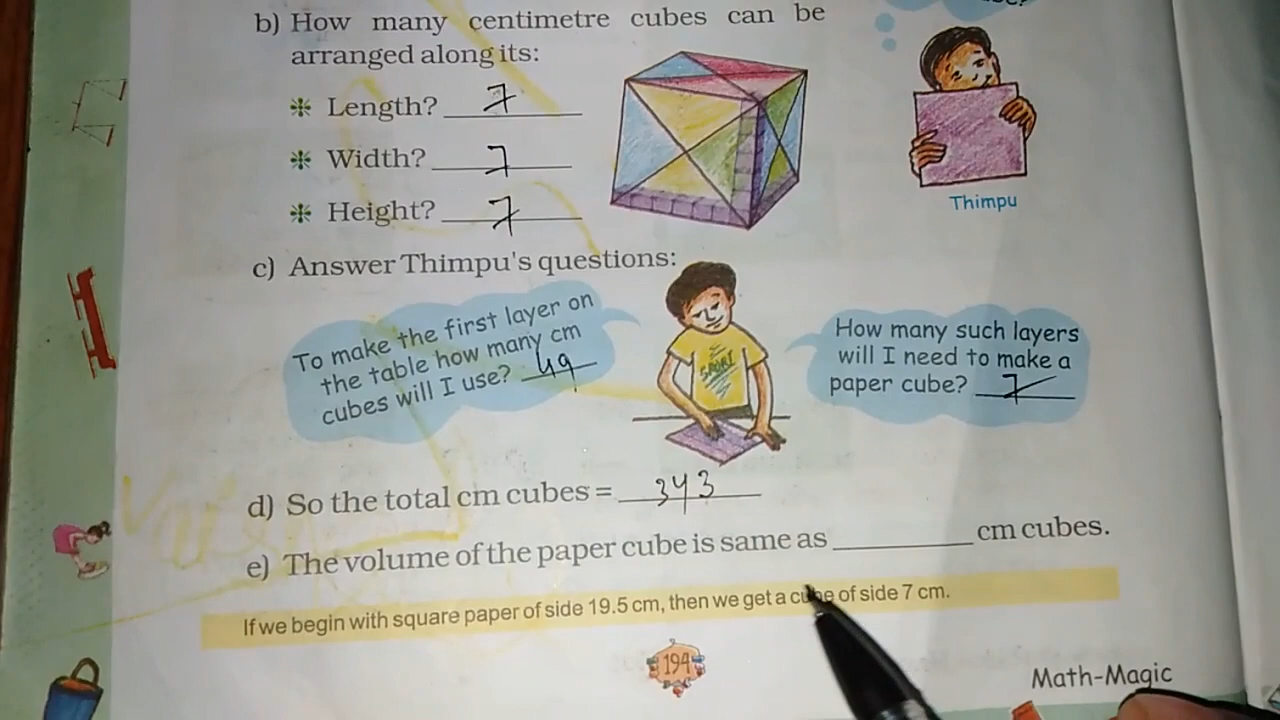 b) How many centimetre cubes can be
arranged along its:
Length? 7
Width? 7
Height? 7
Thimpu
c) Answer Thimpu's questions:
To make the first layer on
the table how many cm
cubes will I use? 49
SPORT
How many such layers
will I need to make a
paper cube? 7
d) So the total cm cubes = 343
e) The volume of the paper cube is same as ________ cm cubes.
If we begin with square paper of side 19.5 cm, then we get a cube of side 7 cm.
194
Math-Magic